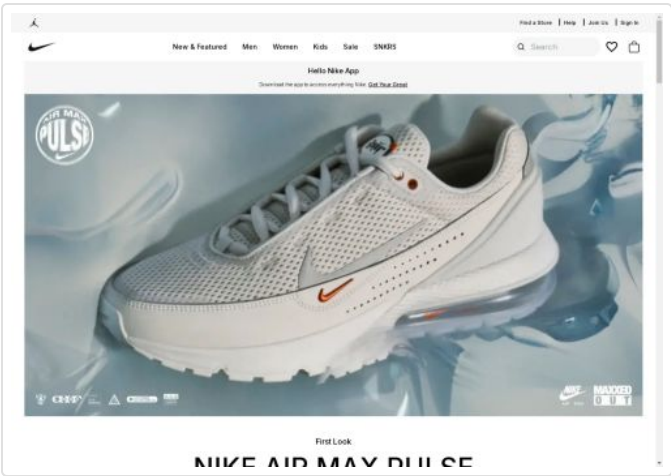 Find a Store | Help | Join Us | Sign In
New & Featured Men Women Kids Sale SNKRS Search
Hello Nike App
Download the app to access everything Nike. Get Your Great
AIR MAX
PULSE
NIKE MAXXED
AIR OUT
First Look
NIKE AIR MAX PULSE